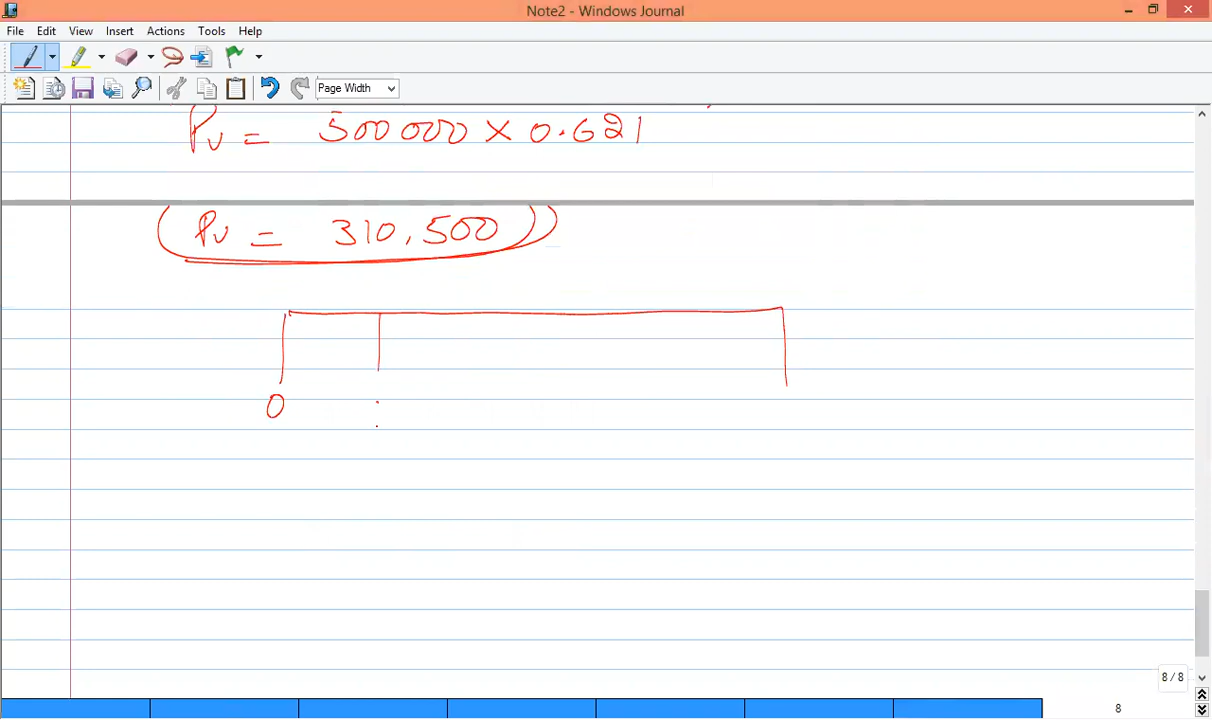 Note2 - Windows Journal
File Edit View Insert Actions Tools Help
Page Width
Pv = 500000 × 0.621
(Pv = 310,500))
0
8 / 8
8